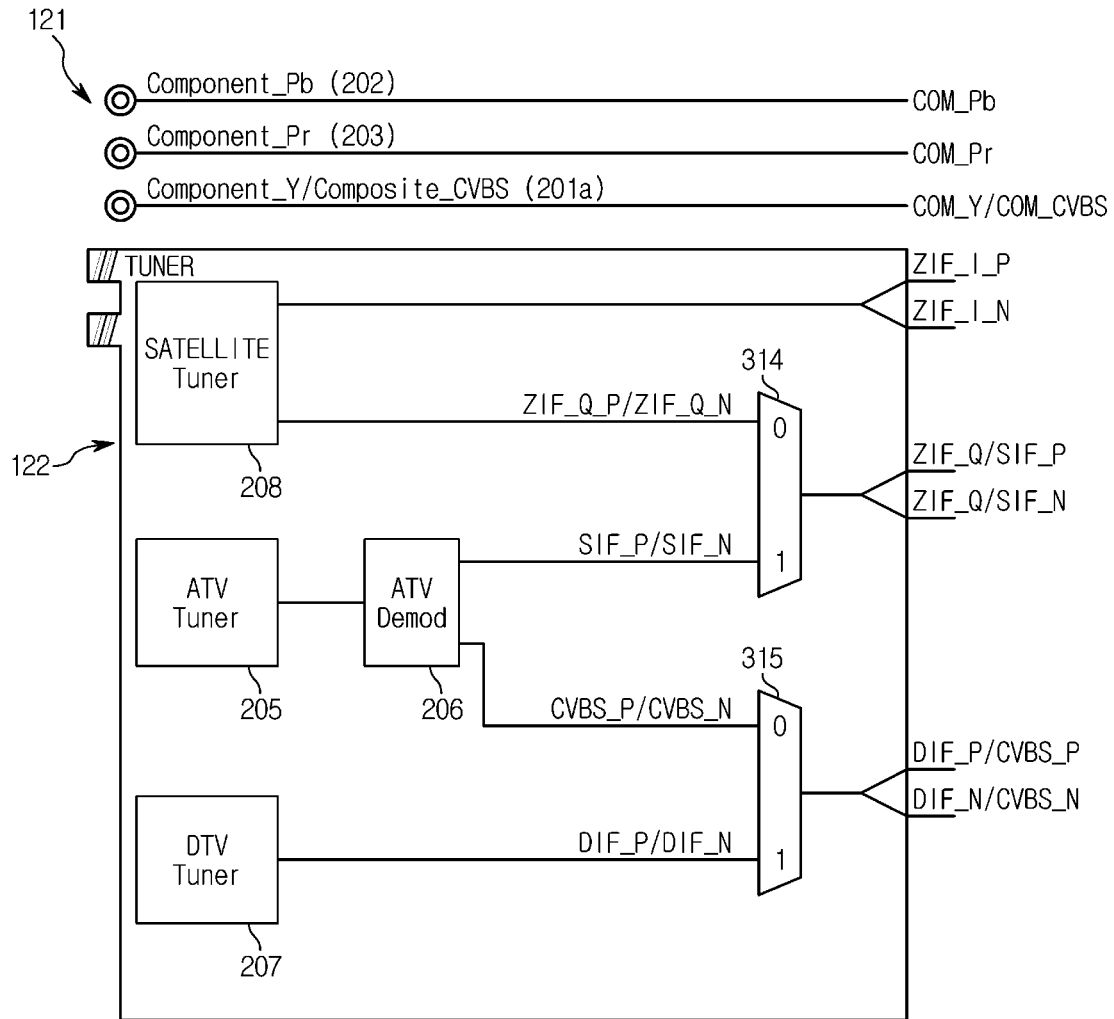 121
Component_Pb (202)
COM_Pb
Component_Pr (203)
COM_Pr
Component_Y/Composite_CVBS (201a)
COM_Y/COM_CVBS
TUNER
ZIF_I_P
ZIF_I_N
SATELLITE
Tuner
314
ZIF_Q_P/ZIF_Q_N
0
122
208
ZIF_Q/SIF_P
ZIF_Q/SIF_N
SIF_P/SIF_N
1
ATV
Tuner
ATV
Demod
205
206
315
CVBS_P/CVBS_N
0
DIF_P/CVBS_P
DIF_N/CVBS_N
DTV
Tuner
DIF_P/DIF_N
1
207